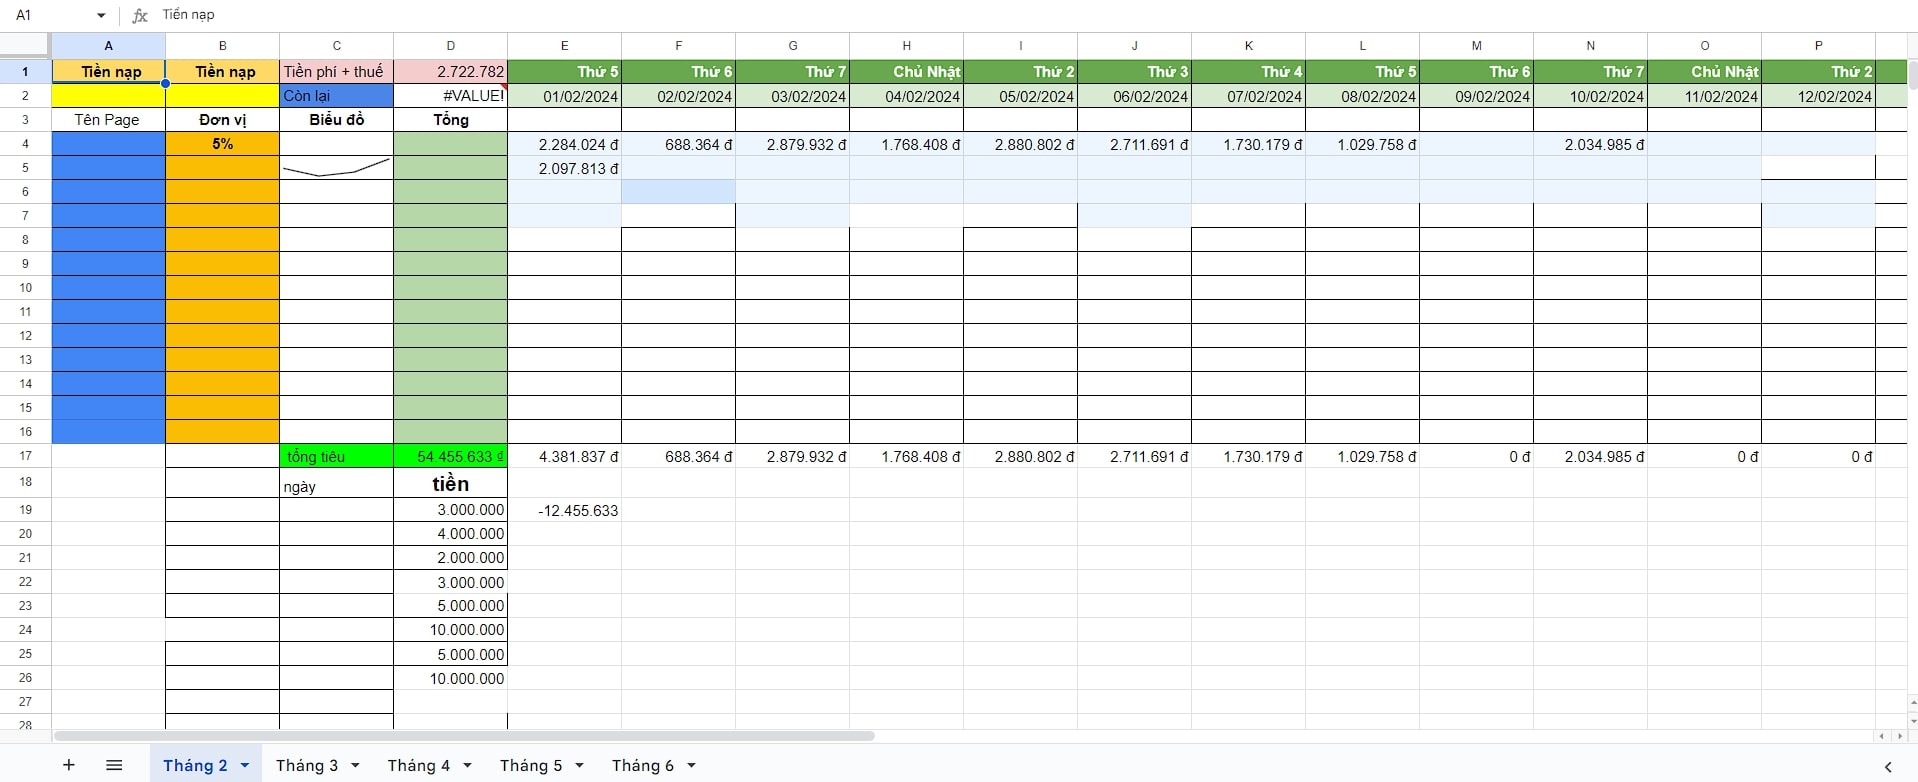 A1 fx Tiền nạp
A B C D E F G H I J K L M N O P
1 Tiền nạp Tiền nạp Tiền phí + thuế 2.722.782 Thứ 5 Thứ 6 Thứ 7 Chủ Nhật Thứ 2 Thứ 3 Thứ 4 Thứ 5 Thứ 6 Thứ 7 Chủ Nhật Thứ 2
2 Còn lại #VALUE! 01/02/2024 02/02/2024 03/02/2024 04/02/2024 05/02/2024 06/02/2024 07/02/2024 08/02/2024 09/02/2024 10/02/2024 11/02/2024 12/02/2024
3 Tên Page Đơn vị Biểu đồ Tổng
4 5% 2.284.024 đ 688.364 đ 2.879.932 đ 1.768.408 đ 2.880.802 đ 2.711.691 đ 1.730.179 đ 1.029.758 đ 2.034.985 đ
5 2.097.813 đ
6
7
8
9
10
11
12
13
14
15
16
17 tổng tiêu 54.455.633 ₫ 4.381.837 đ 688.364 đ 2.879.932 đ 1.768.408 đ 2.880.802 đ 2.711.691 đ 1.730.179 đ 1.029.758 đ 0 đ 2.034.985 đ 0 đ 0 đ
18 ngày tiền
19 3.000.000 -12.455.633
20 4.000.000
21 2.000.000
22 3.000.000
23 5.000.000
24 10.000.000
25 5.000.000
26 10.000.000
27
28
Tháng 2 Tháng 3 Tháng 4 Tháng 5 Tháng 6